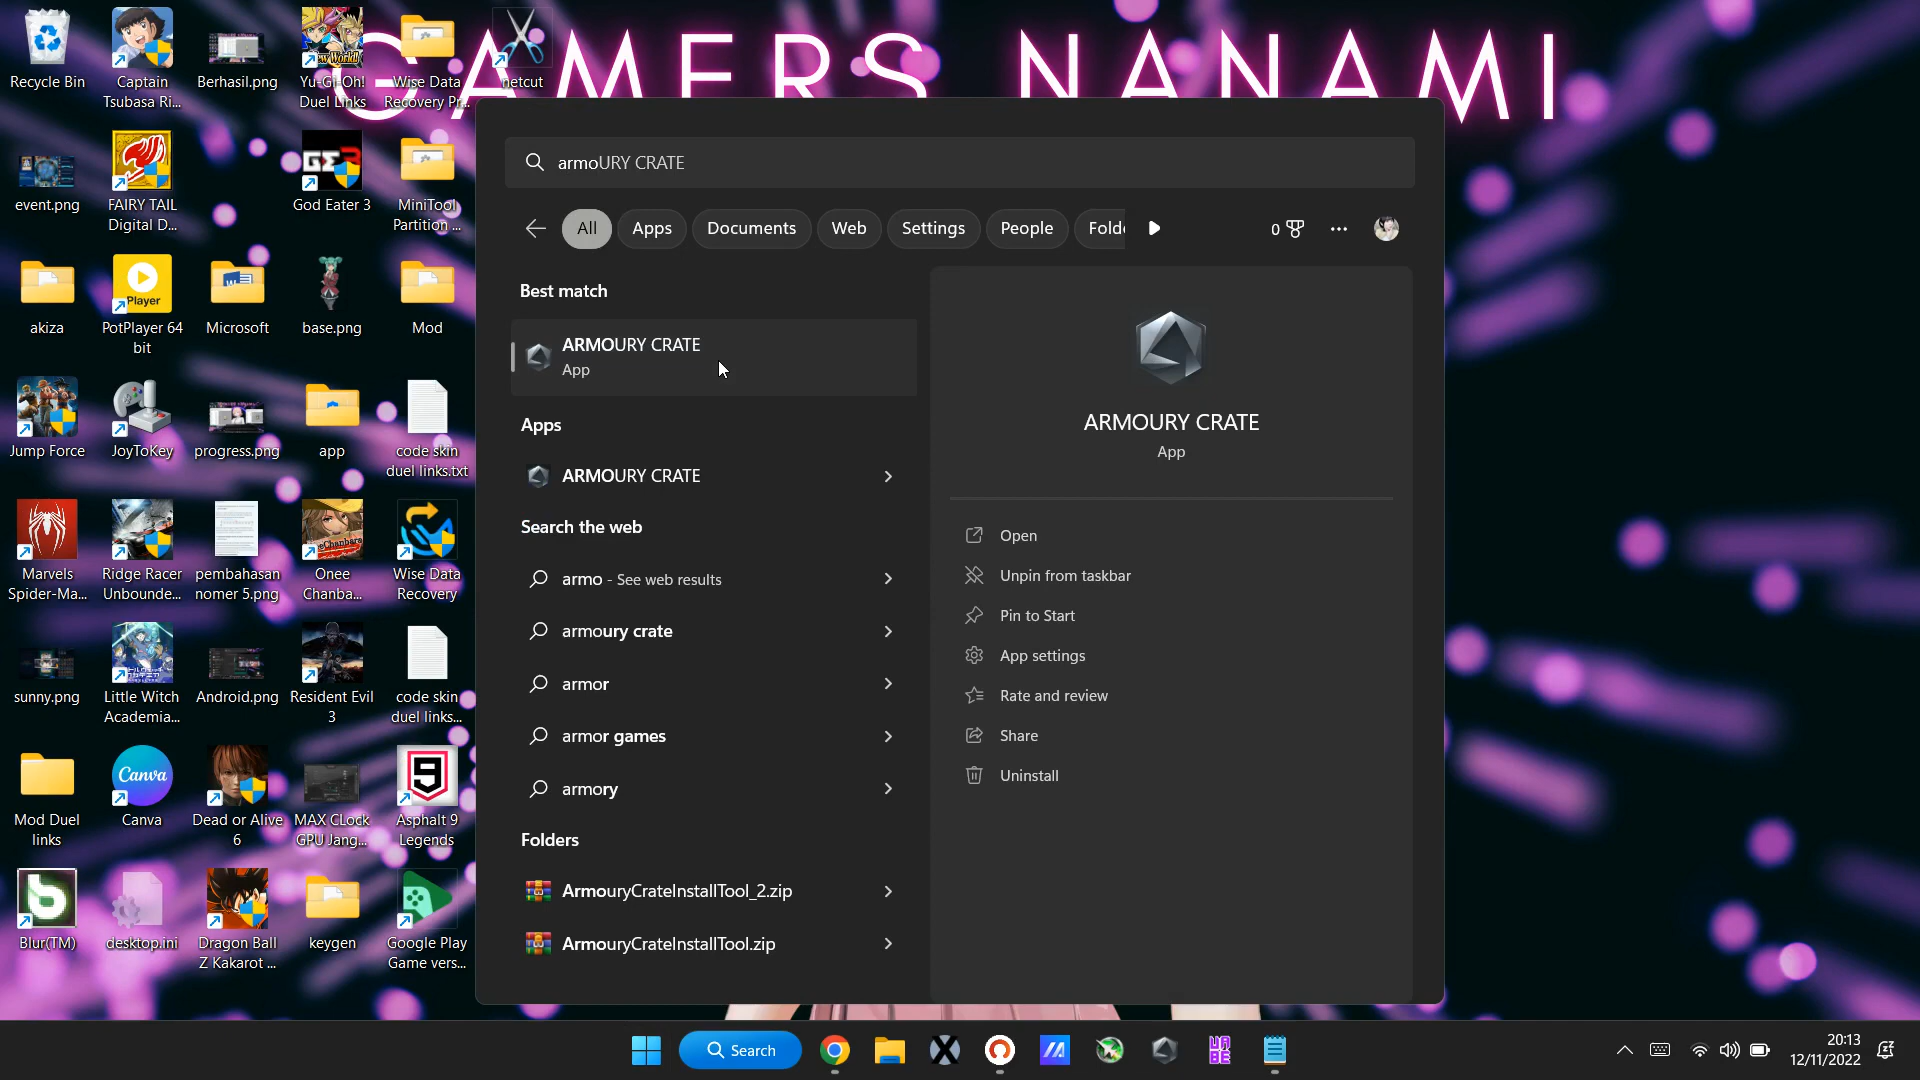 GAMERS NANAMI
Recycle Bin
Captain
Tsubasa Ri...
Berhasil.png
Yu-Gi-Oh!
Duel Links
Wise Data
Recovery Pr...
netcut
event.png
FAIRY TAIL
Digital D...
God Eater 3
MiniTool
Partition ...
akiza
Player
PotPlayer 64
bit
Microsoft
base.png
Mod
Jump Force
JoyToKey
progress.png
app
code skin
duel links.txt
Marvels
Spider-Ma...
Ridge Racer
Unbounde...
pembahasan
nomer 5.png
Onee
Chanba...
Wise Data
Recovery
sunny.png
Little Witch
Academia...
Android.png
Resident Evil
3
code skin
duel links...
Mod Duel
links
Canva
Canva
Dead or Alive
6
MAX CLock
GPU Jang...
9
Asphalt 9
Legends
b
Blur(TM)
desktop.ini
Dragon Ball
Z Kakarot ...
keygen
Google Play
Game vers...
armoURY CRATE
All
Apps
Documents
Web
Settings
People
Folde
0
Best match
ARMOURY CRATE
App
Apps
ARMOURY CRATE
Search the web
armo - See web results
armoury crate
armor
armor games
armory
Folders
ArmouryCrateInstallTool_2.zip
ArmouryCrateInstallTool.zip
ARMOURY CRATE
App
Open
Unpin from taskbar
Pin to Start
App settings
Rate and review
Share
Uninstall
Search
UA
BE
20:13
12/11/2022